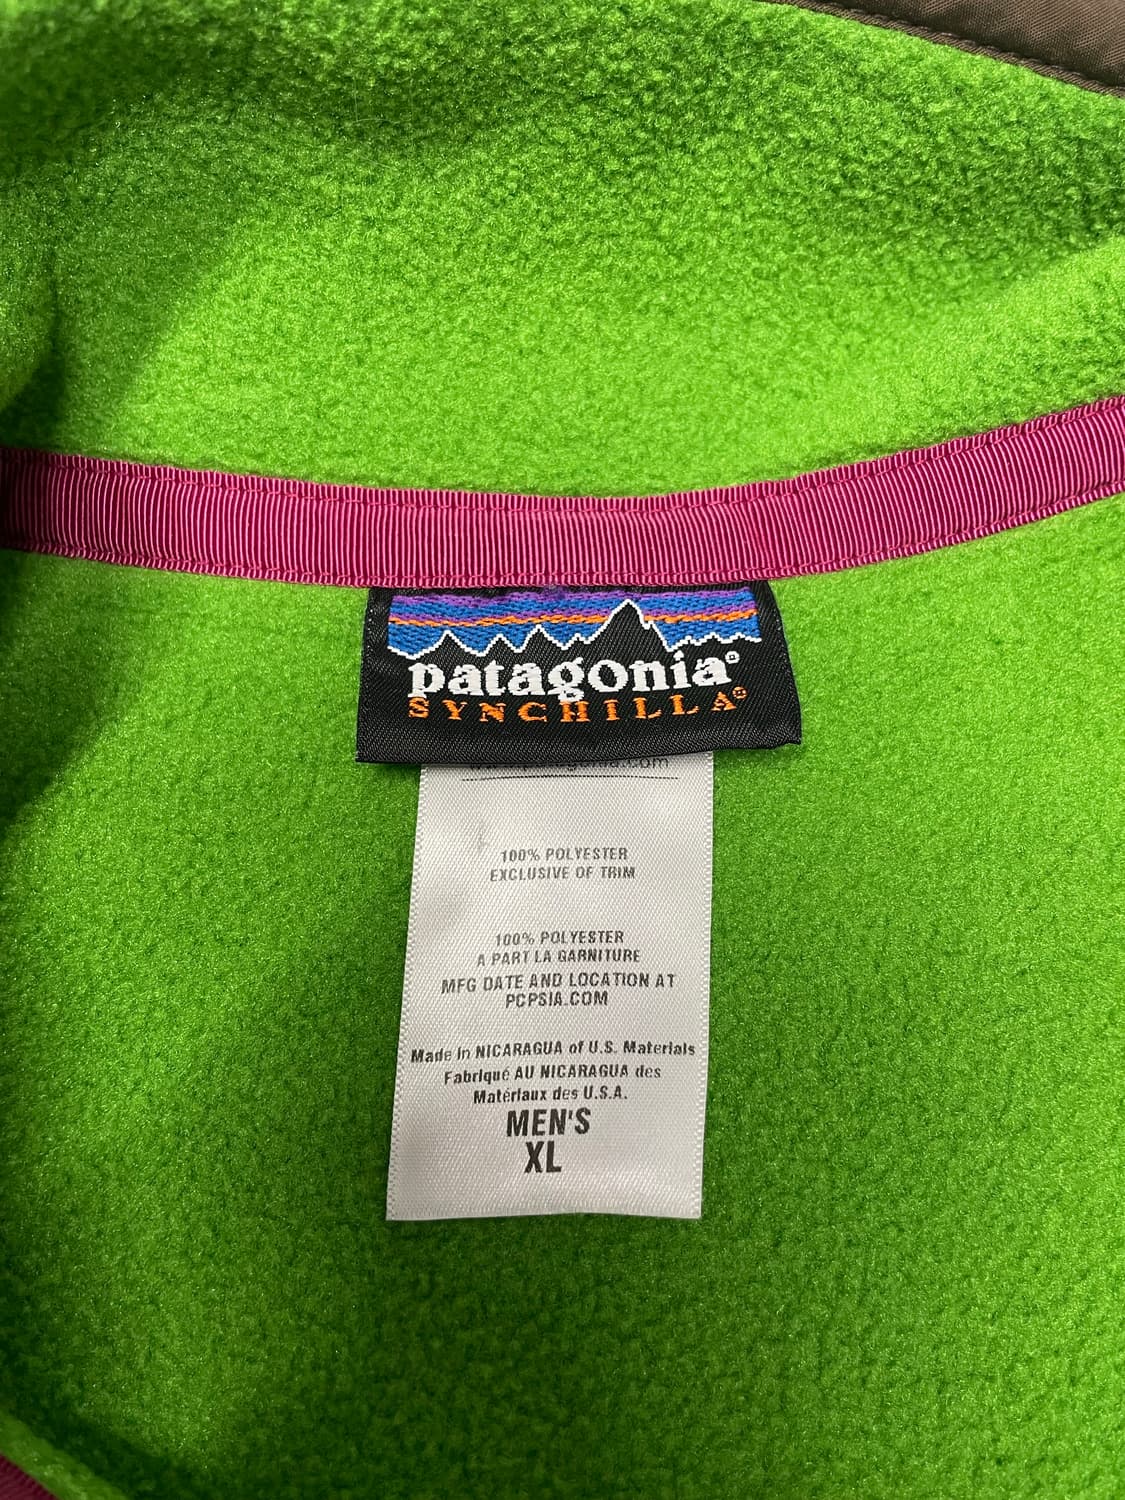 patagonia®
SYNCHILLA®
100% POLYESTER
EXCLUSIVE OF TRIM
100% POLYESTER
A PART LA GARNITURE
MFG DATE AND LOCATION AT
PCPSIA.COM
Made in NICARAGUA of U.S. Materials
Fabriqué AU NICARAGUA des
Matériaux des U.S.A.
MEN'S
XL